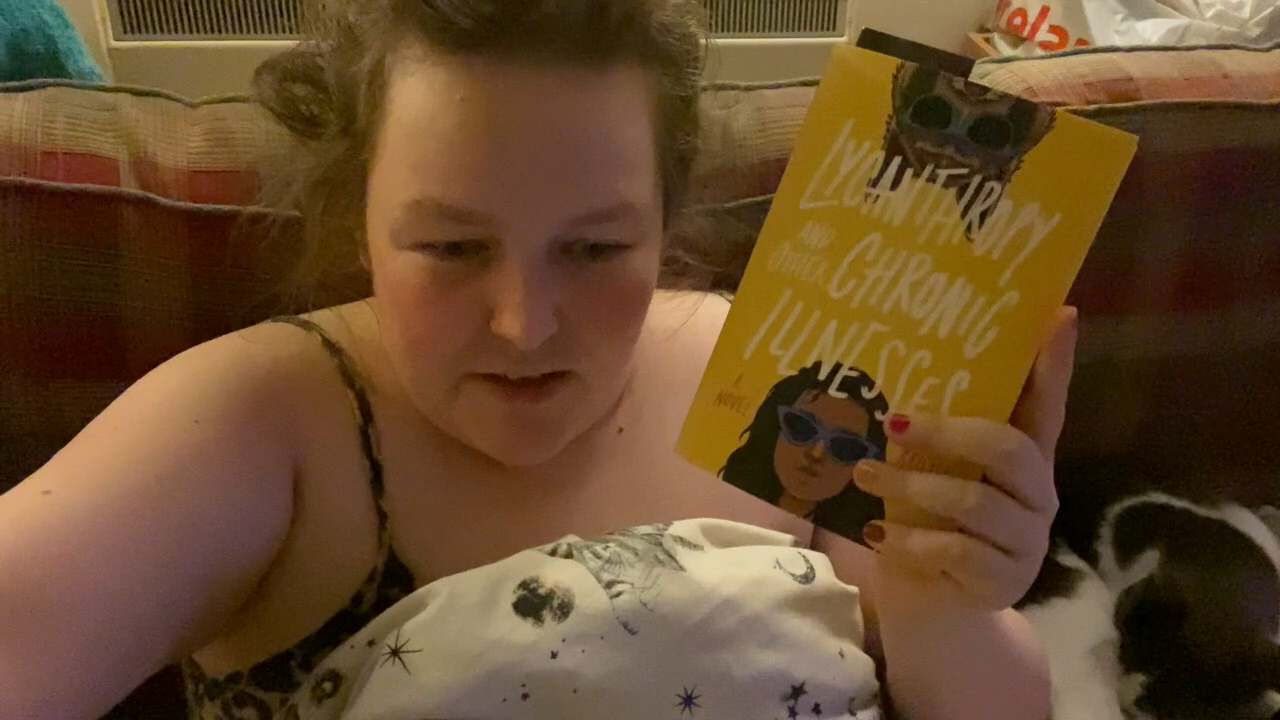 LYCANTHROPY
AND
OTHER CHRONIC
ILLNESSES
A
NOVEL